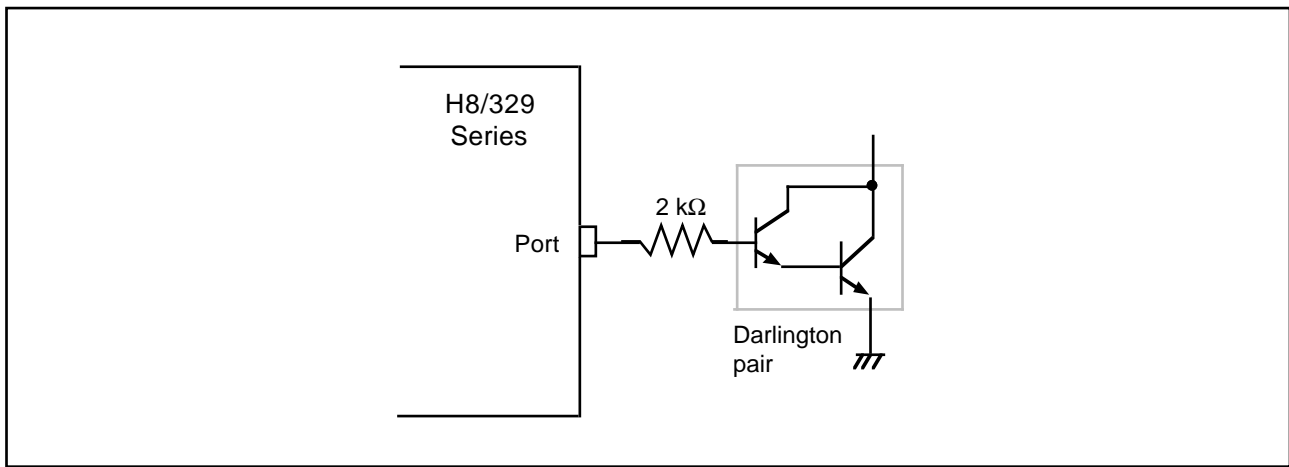 H8/329
Series
2 kΩ
Port
Darlington
pair